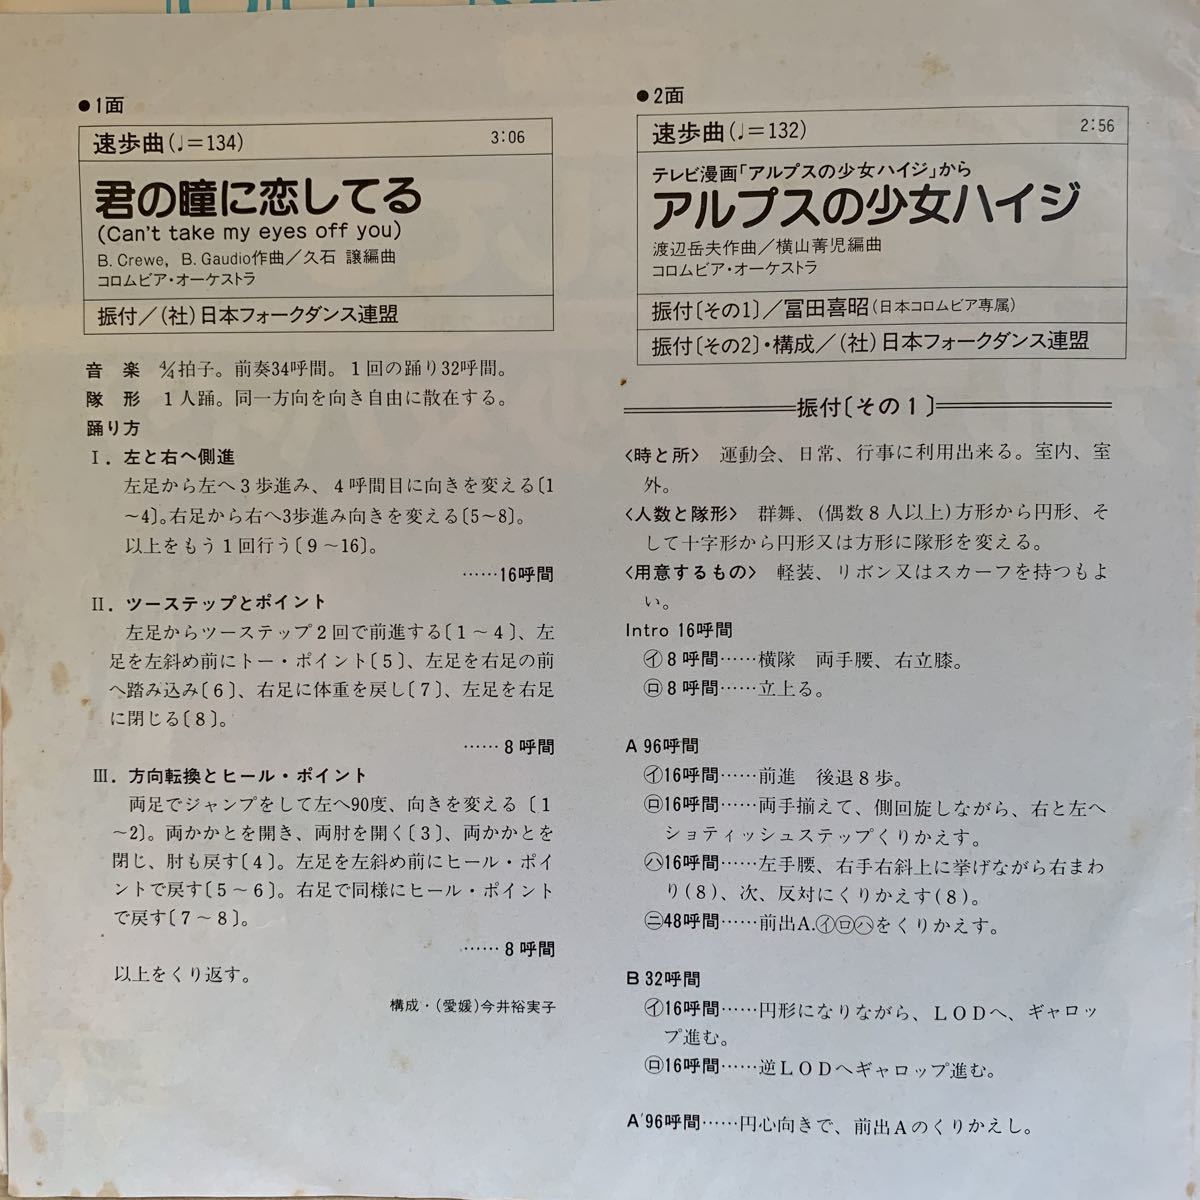 ●1面
速歩曲(♩=134) 3:06
君の瞳に恋してる
(Can't take my eyes off you)
B. Crewe, B. Gaudio作曲／久石 譲編曲
コロムビア・オーケストラ
振付／(社)日本フォークダンス連盟
音 楽 4/4拍子。前奏34呼間。1回の踊り32呼間。
隊 形 1人踊。同一方向を向き自由に散在する。
踊り方
Ⅰ. 左と右へ側進
左足から左へ3歩進み、4呼間目に向きを変える〔1
～4〕。右足から右へ3歩進み向きを変える〔5～8〕。
以上をもう1回行う〔9～16〕。
……16呼間
Ⅱ. ツーステップとポイント
左足からツーステップ2回で前進する〔1～4〕、左
足を左斜め前にトー・ポイント〔5〕、左足を右足の前
へ踏み込み〔6〕、右足に体重を戻し〔7〕、左足を右足
に閉じる〔8〕。
……8呼間
Ⅲ. 方向転換とヒール・ポイント
両足でジャンプをして左へ90度、向きを変える〔1
～2〕。両かかとを開き、両肘を開く〔3〕、両かかとを
閉じ、肘も戻す〔4〕。左足を左斜め前にヒール・ポイ
ントで戻す〔5～6〕。右足で同様にヒール・ポイント
で戻す〔7～8〕。
……8呼間
以上をくり返す。
構成・(愛媛)今井裕実子
●2面
速歩曲(♩=132) 2:56
テレビ漫画「アルプスの少女ハイジ」から
アルプスの少女ハイジ
渡辺岳夫作曲／横山菁児編曲
コロムビア・オーケストラ
振付〔その1〕／冨田喜昭(日本コロムビア専属)
振付〔その2〕・構成／(社)日本フォークダンス連盟
振付〔その1〕
〈時と所〉 運動会、日常、行事に利用出来る。室内、室
外。
〈人数と隊形〉 群舞、(偶数8人以上)方形から円形、そ
して十字形から円形又は方形に隊形を変える。
〈用意するもの〉 軽装、リボン又はスカーフを持つもよ
い。
Intro 16呼間
㋑8呼間……横隊 両手腰、右立膝。
㋺8呼間……立上る。
A 96呼間
㋑16呼間……前進 後退8歩。
㋺16呼間……両手揃えて、側回旋しながら、右と左へ
ショティッシュステップくりかえす。
㋩16呼間……左手腰、右手右斜上に挙げながら右まわ
り(8)、次、反対にくりかえす(8)。
㋥48呼間……前出A.㋑㋺㋩をくりかえす。
B 32呼間
㋑16呼間……円形になりながら、LODへ、ギャロッ
プ進む。
㋺16呼間……逆LODへギャロップ進む。
A'96呼間……円心向きで、前出Aのくりかえし。